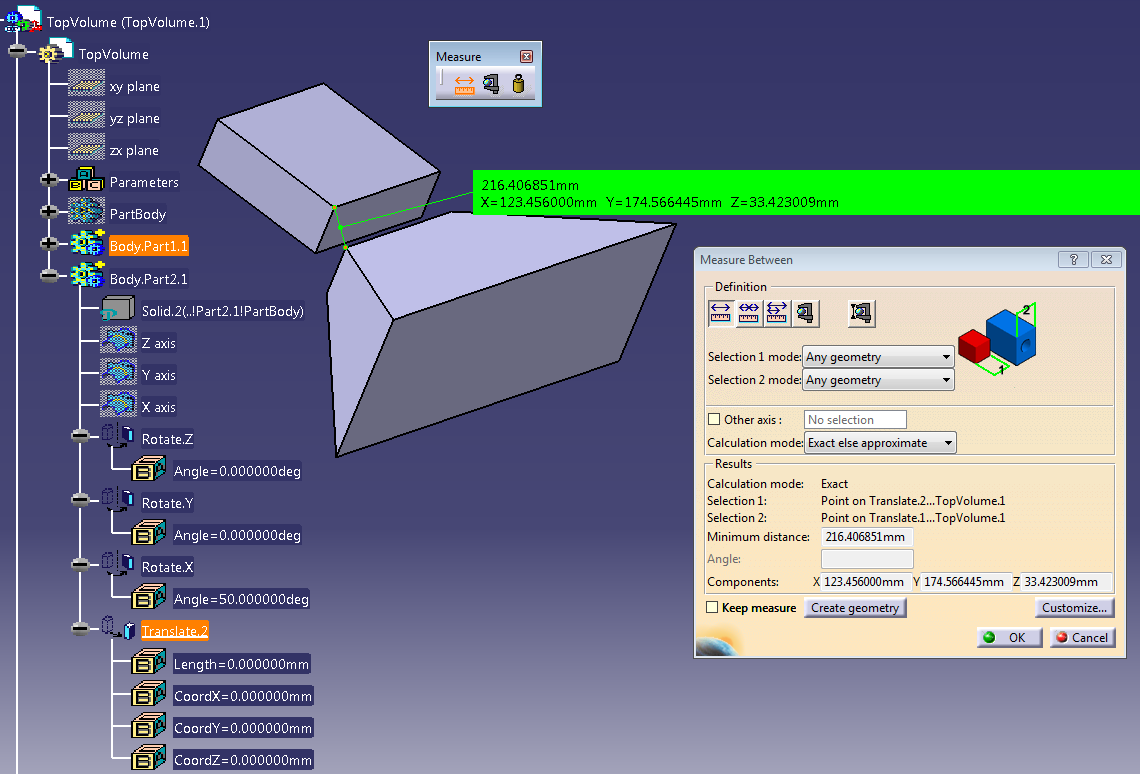 TopVolume (TopVolume.1)
TopVolume
xy plane
yz plane
zx plane
Parameters
PartBody
Body.Part1.1
Body.Part2.1
Solid.2(..!Part2.1!PartBody)
Z axis
Y axis
X axis
Rotate.Z
Angle=0.000000deg
Rotate.Y
Angle=0.000000deg
Rotate.X
Angle=50.000000deg
Translate.2
Length=0.000000mm
CoordX=0.000000mm
CoordY=0.000000mm
CoordZ=0.000000mm
Measure
216.406851mm
X=123.456000mm Y=174.566445mm Z=33.423009mm
Measure Between
?
Definition
2
1
Selection 1 mode: Any geometry
Selection 2 mode: Any geometry
Other axis : No selection
Calculation mode: Exact else approximate
Results
Calculation mode: Exact
Selection 1: Point on Translate.2...TopVolume.1
Selection 2: Point on Translate.1...TopVolume.1
Minimum distance: 216.406851mm
Angle:
Components: X 123.456000mm Y 174.566445mm Z 33.423009mm
Keep measure Create geometry Customize...
OK Cancel